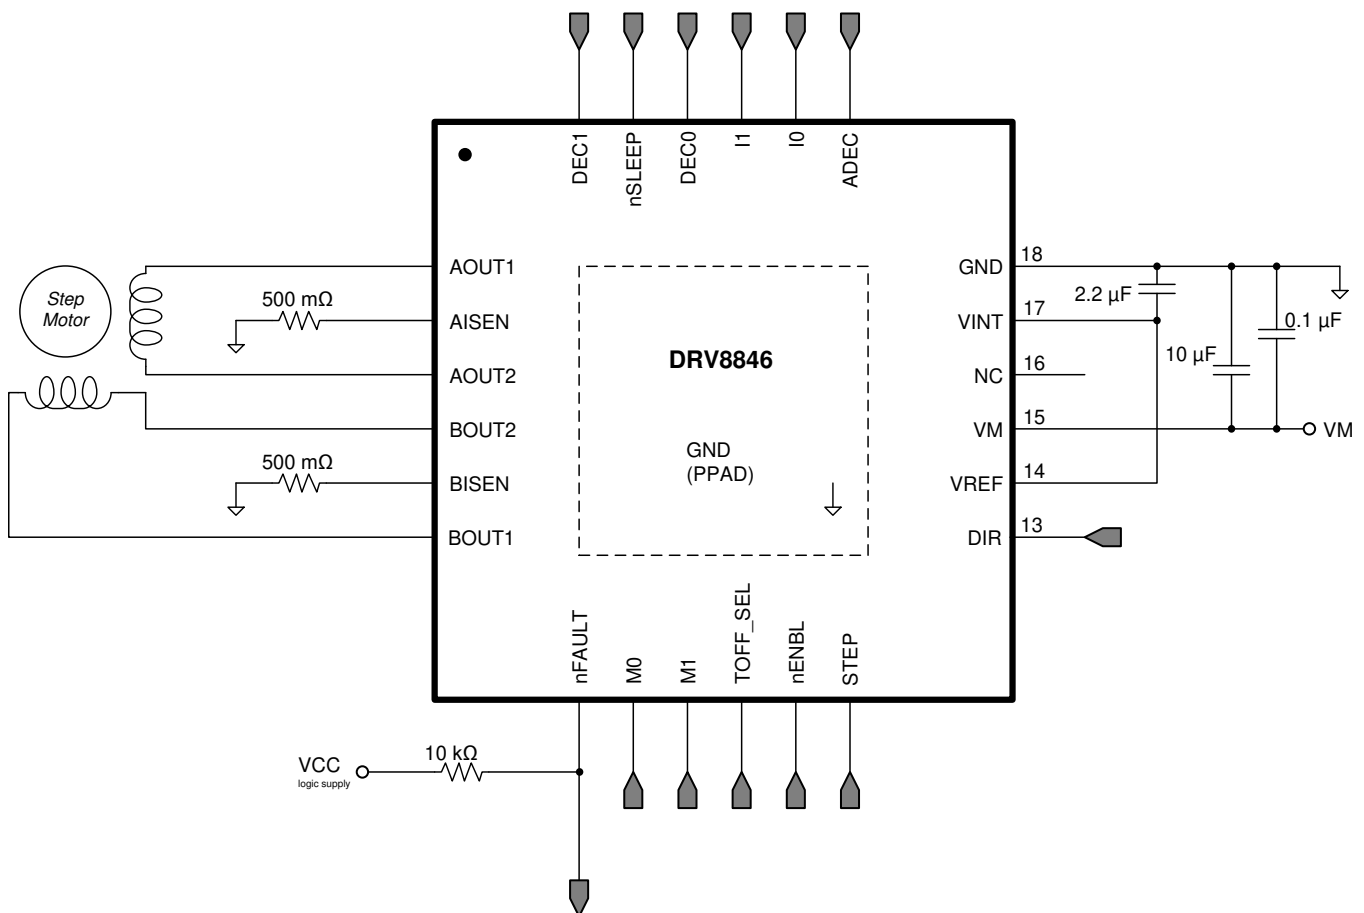 DEC1
nSLEEP
DEC0
I1
I0
ADEC
AOUT1
GND
18
Step
Motor
500 mΩ
AISEN
2.2 µF
VINT
17
0.1 µF
DRV8846
10 µF
AOUT2
NC
16
BOUT2
VM
15
VM
GND
(PPAD)
500 mΩ
BISEN
VREF
14
BOUT1
DIR
13
nFAULT
M0
M1
TOFF_SEL
nENBL
STEP
10 kΩ
VCC
logic supply